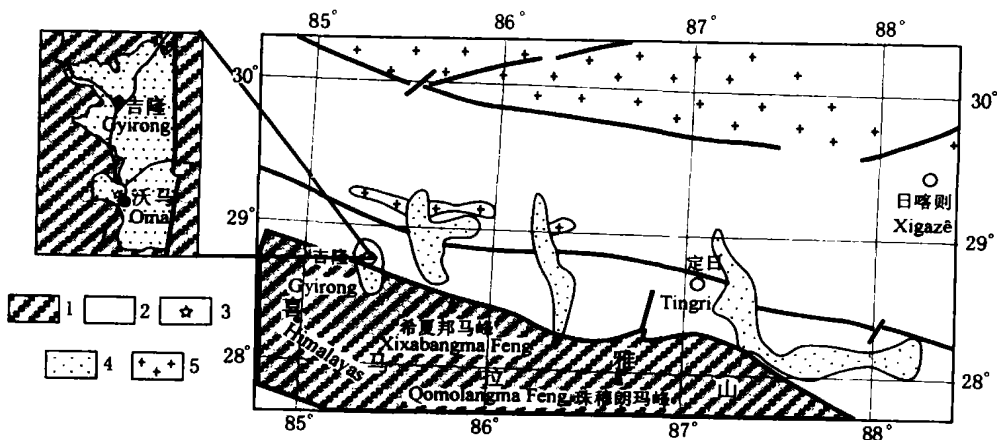 85°
86°
87°
88°
30°
30°
吉隆
Gyirong
沃马
Oma
日喀则
Xigazê
29°
29°
吉隆
Gyirong
定日
Tingri
喜
Himalayas
希夏邦马峰
Xixabangma Feng
马
拉
雅
山
Qomolangma Feng 珠穆朗玛峰
28°
28°
1
2
3
4
5
85°
86°
87°
88°